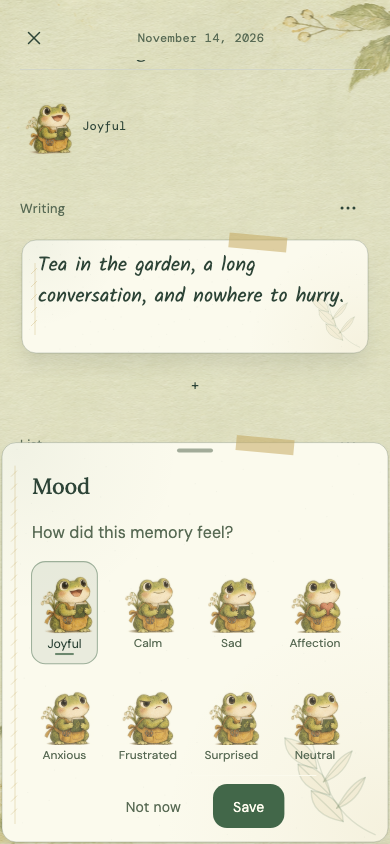 November 14, 2026
Joyful
Writing
Tea in the garden, a long
conversation, and nowhere to hurry.
+
Mood
How did this memory feel?
Joyful
Calm
Sad
Affection
Anxious
Frustrated
Surprised
Neutral
Not now
Save